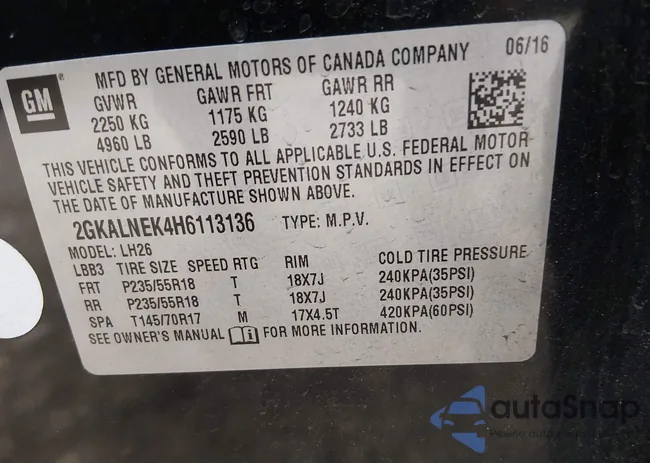 GM
MFD BY GENERAL MOTORS OF CANADA COMPANY 06/16
GVWR GAWR FRT GAWR RR
2250 KG 1175 KG 1240 KG
4960 LB 2590 LB 2733 LB
THIS VEHICLE CONFORMS TO ALL APPLICABLE U.S. FEDERAL MOTOR
VEHICLE SAFETY AND THEFT PREVENTION STANDARDS IN EFFECT ON
THE DATE OF MANUFACTURE SHOWN ABOVE.
2GKALNEK4H6113136 TYPE: M.P.V.
MODEL: LH26
LBB3 TIRE SIZE SPEED RTG RIM COLD TIRE PRESSURE
FRT P235/55R18 T 18X7J 240KPA(35PSI)
RR P235/55R18 T 18X7J 240KPA(35PSI)
SPA T145/70R17 M 17X4.5T 420KPA(60PSI)
SEE OWNER'S MANUAL FOR MORE INFORMATION.
autoSnap
Pewne auto